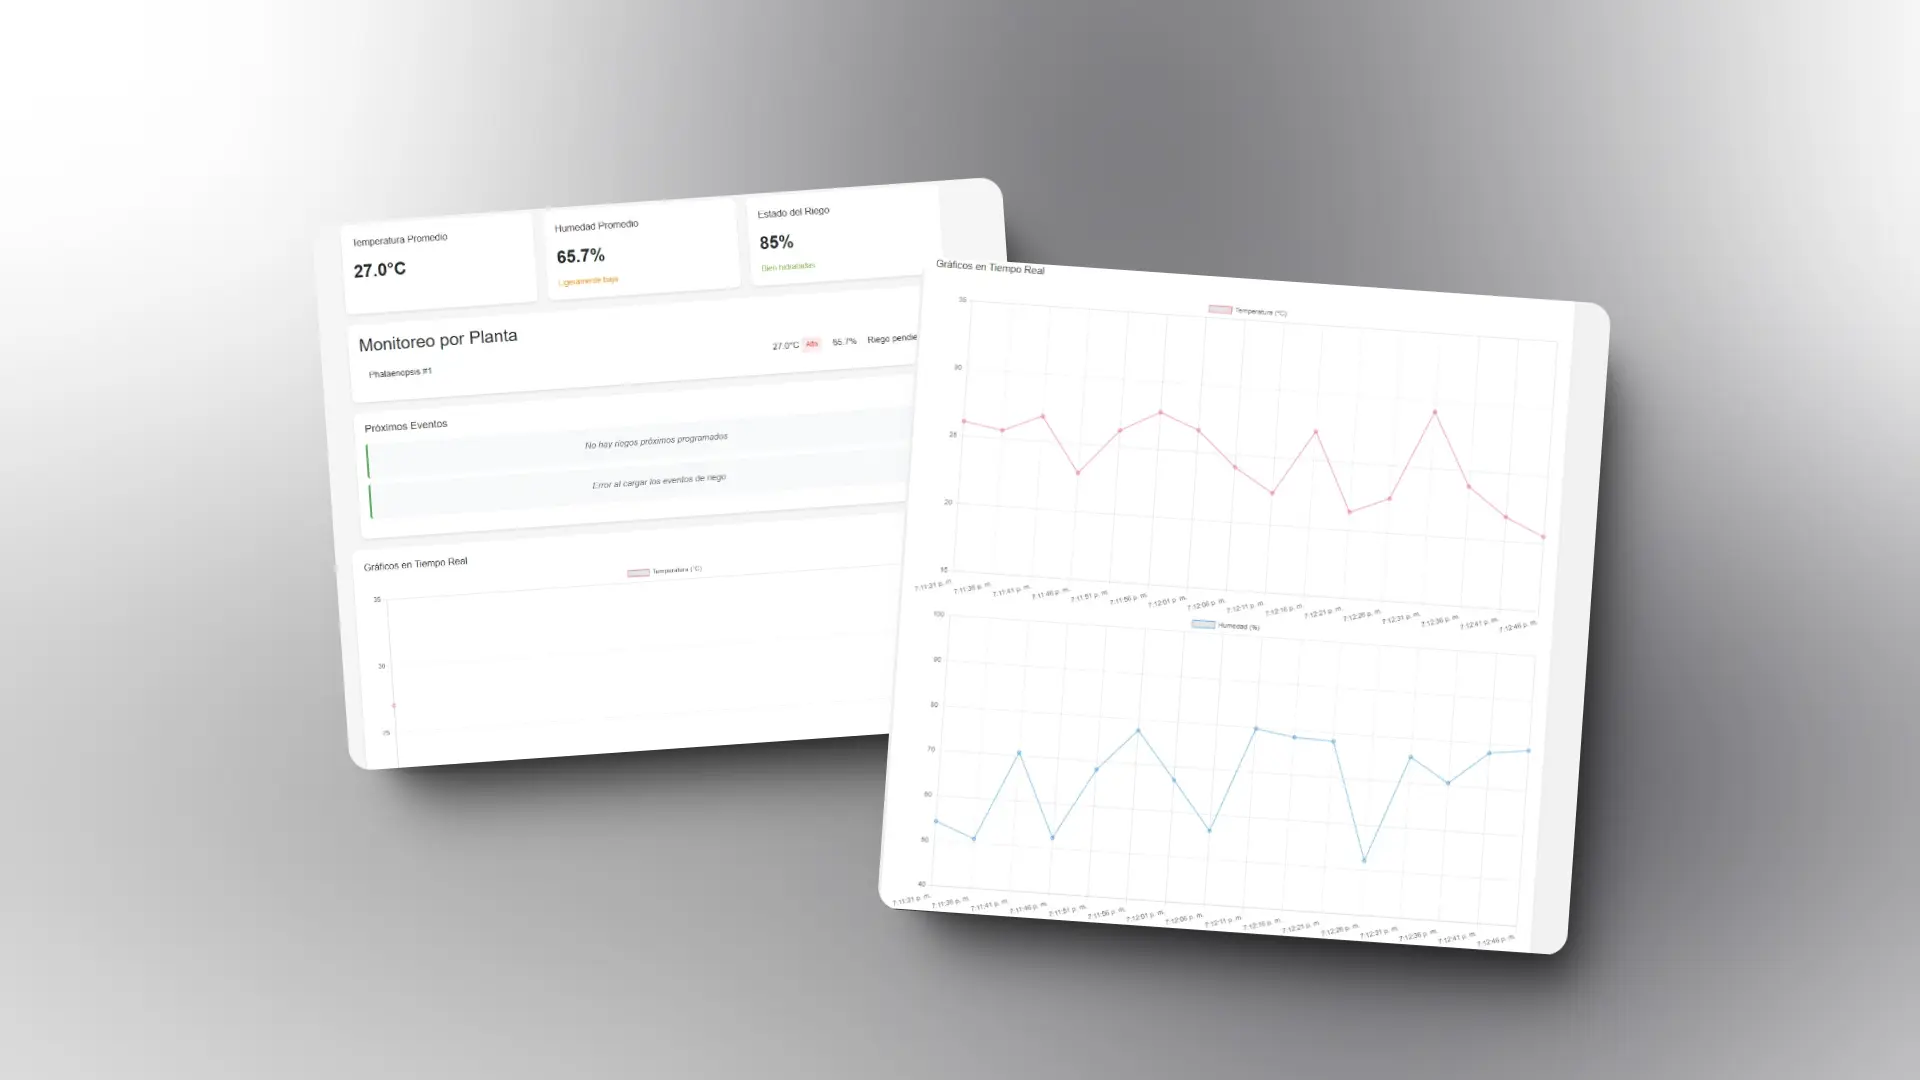 Temperatura Promedio
27.0°C
Humedad Promedio
65.7%
Ligeramente baja
Estado del Riego
85%
Bien hidratadas
Monitoreo por Planta
Phalaenopsis #1
27.0°C Alto 65.7% Riego pendie
Próximos Eventos
No hay riegos próximos programados
Error al cargar los eventos de riego
Gráficos en Tiempo Real
Temperatura (°C)
35
30
25
Gráficos en Tiempo Real
Temperatura (°C)
35
30
25
20
15
7:11:31 p. m. 7:11:36 p. m. 7:11:41 p. m. 7:11:46 p. m. 7:11:51 p. m. 7:11:56 p. m. 7:12:01 p. m. 7:12:06 p. m. 7:12:11 p. m. 7:12:16 p. m. 7:12:21 p. m. 7:12:26 p. m. 7:12:31 p. m. 7:12:36 p. m. 7:12:41 p. m. 7:12:46 p. m.
Humedad (%)
100
90
80
70
60
50
40
7:11:31 p. m. 7:11:36 p. m. 7:11:41 p. m. 7:11:46 p. m. 7:11:51 p. m. 7:11:56 p. m. 7:12:01 p. m. 7:12:06 p. m. 7:12:11 p. m. 7:12:16 p. m. 7:12:21 p. m. 7:12:26 p. m. 7:12:31 p. m. 7:12:36 p. m. 7:12:41 p. m. 7:12:46 p. m.